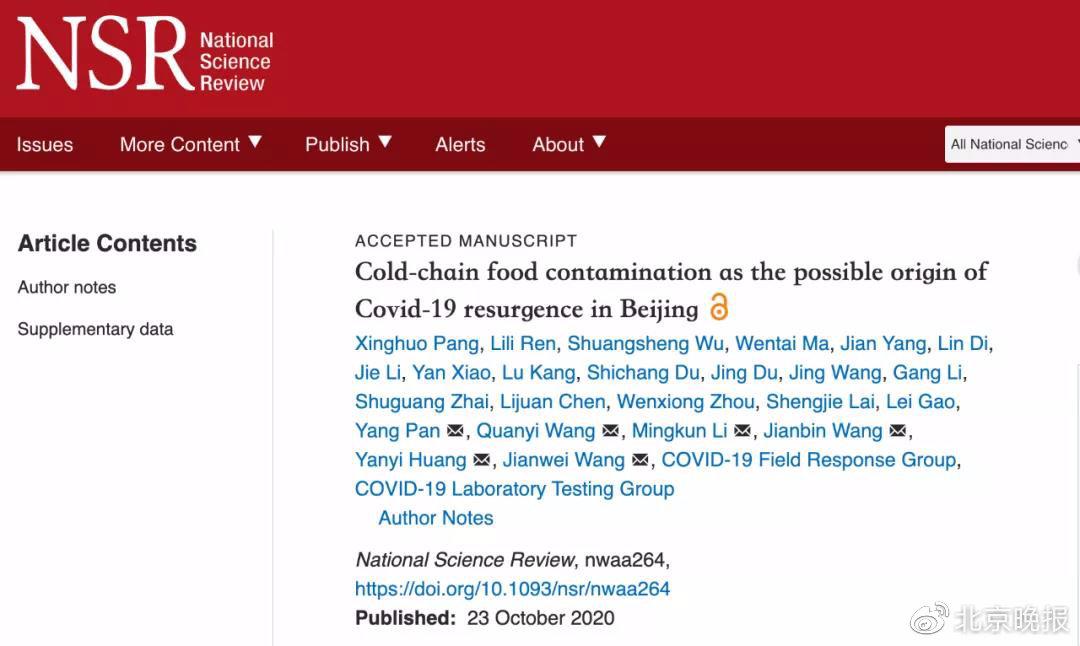 NSR National
Science
Review
Issues More Content ▼ Publish ▼ Alerts About ▼ All National Scienc
Article Contents
Author notes
Supplementary data
ACCEPTED MANUSCRIPT
Cold-chain food contamination as the possible origin of
Covid-19 resurgence in Beijing
Xinghuo Pang, Lili Ren, Shuangsheng Wu, Wentai Ma, Jian Yang, Lin Di,
Jie Li, Yan Xiao, Lu Kang, Shichang Du, Jing Du, Jing Wang, Gang Li,
Shuguang Zhai, Lijuan Chen, Wenxiong Zhou, Shengjie Lai, Lei Gao,
Yang Pan ✉, Quanyi Wang ✉, Mingkun Li ✉, Jianbin Wang ✉,
Yanyi Huang ✉, Jianwei Wang ✉, COVID-19 Field Response Group,
COVID-19 Laboratory Testing Group
Author Notes
National Science Review, nwaa264,
https://doi.org/10.1093/nsr/nwaa264
Published: 23 October 2020
北京晚报